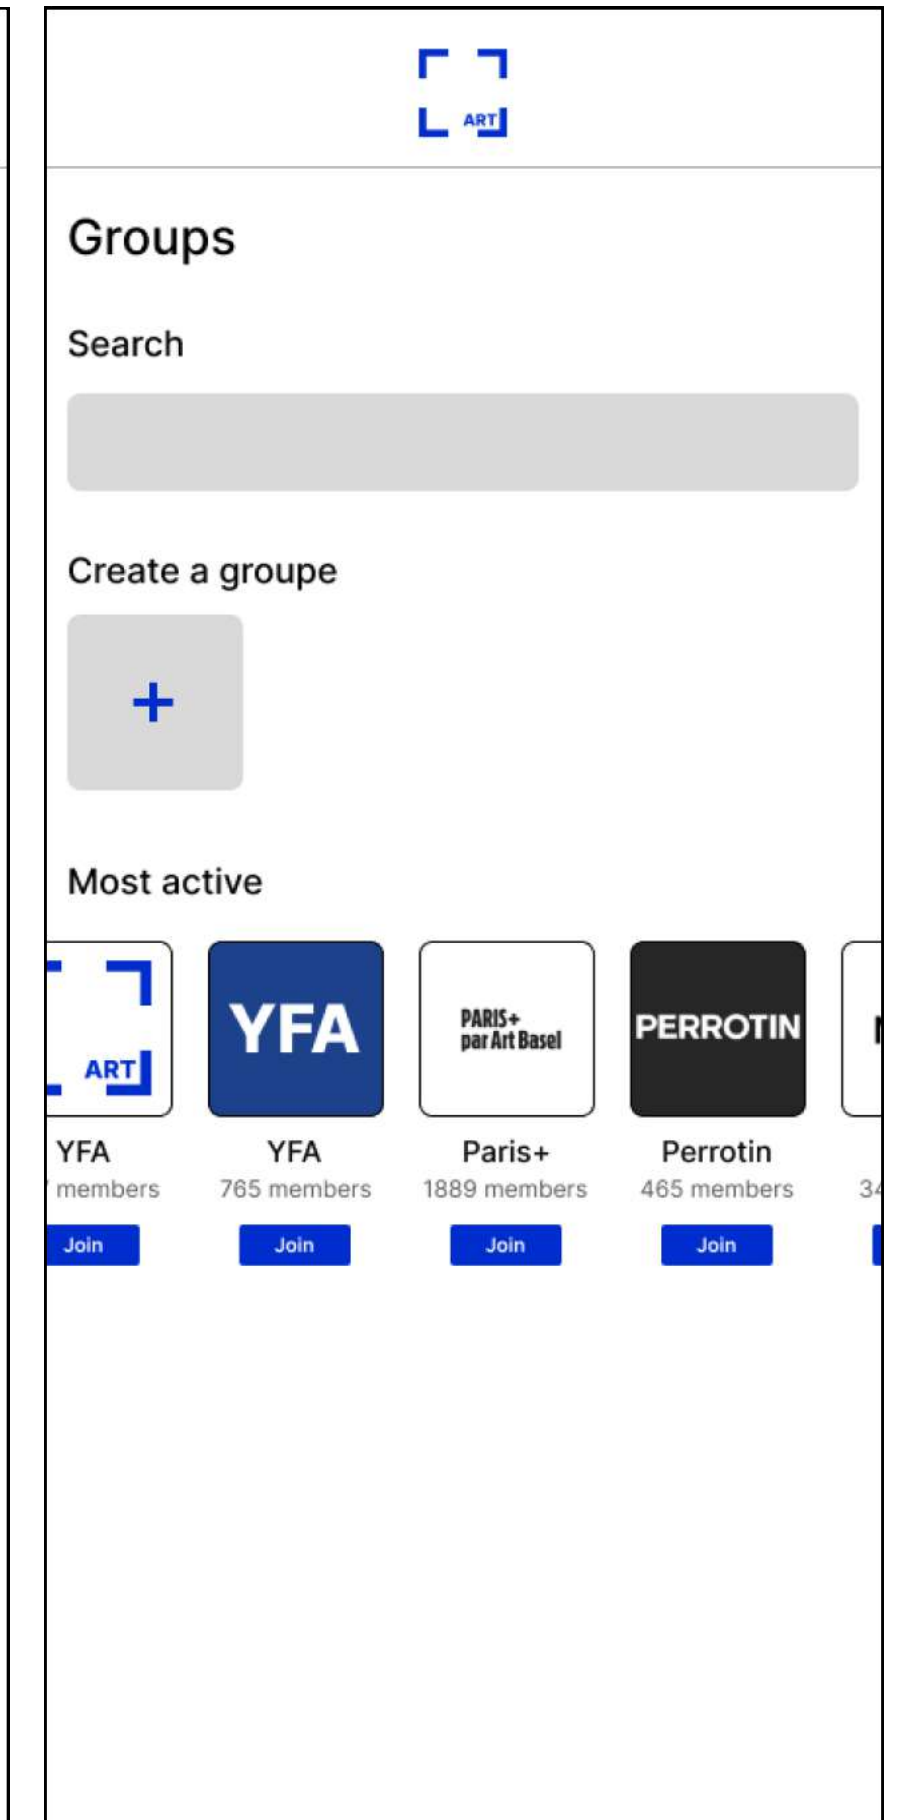 ART
Groups
Search
Create a groupe
+
Most active
ART
YFA
PARIS+
par Art Basel
PERROTIN
YFA
YFA
Paris+
Perrotin
members
765 members
1889 members
465 members
34
Join
Join
Join
Join